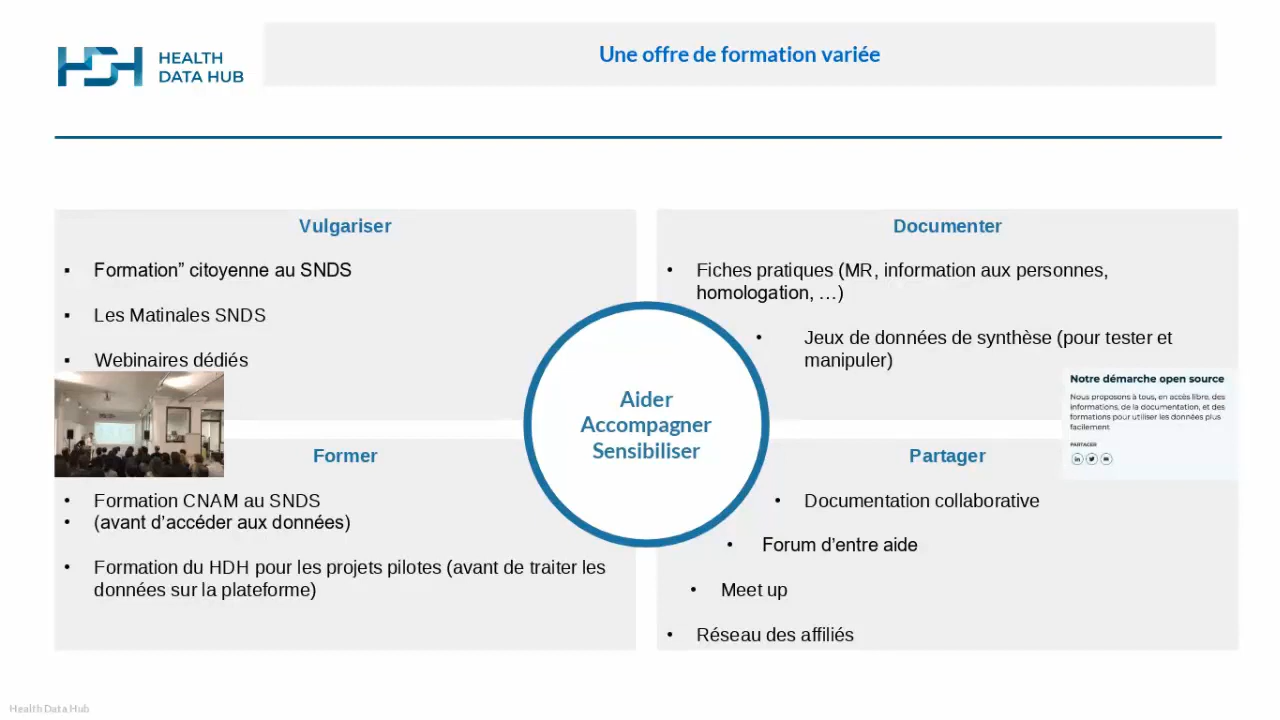 HEALTH
DATA HUB
Une offre de formation variée
Vulgariser
▪ Formation” citoyenne au SNDS
▪ Les Matinales SNDS
▪ Webinaires dédiés
Documenter
• Fiches pratiques (MR, information aux personnes,
homologation, …)
• Jeux de données de synthèse (pour tester et
manipuler)
Notre démarche open source
Nous proposons à tous, en accès libre, des
informations, de la documentation, et des
formations pour utiliser les données plus
facilement
PARTAGER
Aider
Accompagner
Sensibiliser
Former
• Formation CNAM au SNDS
• (avant d’accéder aux données)
• Formation du HDH pour les projets pilotes (avant de traiter les
données sur la plateforme)
Partager
• Documentation collaborative
• Forum d’entre aide
• Meet up
• Réseau des affiliés
Health Data Hub